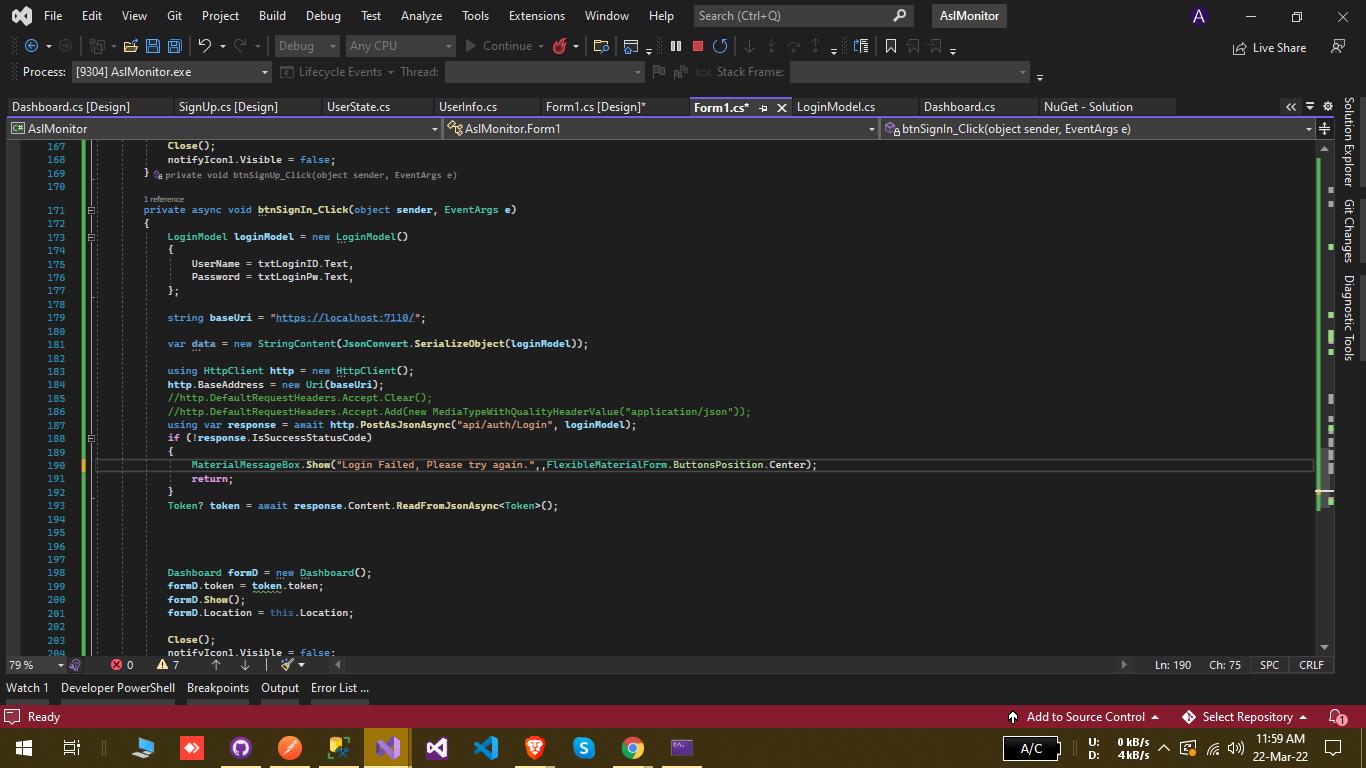 File Edit View Git Project Build Debug Test Analyze Tools Extensions Window Help Search (Ctrl+Q) AslMonitor A
Debug Any CPU Continue Live Share
Process: [9304] AslMonitor.exe Lifecycle Events Thread: Stack Frame:
Dashboard.cs [Design] SignUp.cs [Design] UserState.cs UserInfo.cs Form1.cs [Design]* Form1.cs* LoginModel.cs Dashboard.cs NuGet - Solution
C# AslMonitor AslMonitor.Form1 btnSignIn_Click(object sender, EventArgs e)
167 Close();
168 notifyIcon1.Visible = false;
169 } private void btnSignUp_Click(object sender, EventArgs e)
170
1 reference
171 private async void btnSignIn_Click(object sender, EventArgs e)
172 {
173 LoginModel loginModel = new LoginModel()
174 {
175 UserName = txtLoginID.Text,
176 Password = txtLoginPw.Text,
177 };
178
179 string baseUri = "https://localhost:7110/";
180
181 var data = new StringContent(JsonConvert.SerializeObject(loginModel));
182
183 using HttpClient http = new HttpClient();
184 http.BaseAddress = new Uri(baseUri);
185 //http.DefaultRequestHeaders.Accept.Clear();
186 //http.DefaultRequestHeaders.Accept.Add(new MediaTypeWithQualityHeaderValue("application/json"));
187 using var response = await http.PostAsJsonAsync("api/auth/Login", loginModel);
188 if (!response.IsSuccessStatusCode)
189 {
190 MaterialMessageBox.Show("Login Failed, Please try again.",,FlexibleMaterialForm.ButtonsPosition.Center);
191 return;
192 }
193 Token? token = await response.Content.ReadFromJsonAsync<Token>();
194
195
196
197
198 Dashboard formD = new Dashboard();
199 formD.token = token.token;
200 formD.Show();
201 formD.Location = this.Location;
202
203 Close();
204 notifyIcon1.Visible = false;
Solution Explorer
Git Changes
Diagnostic Tools
79 % 0 7 Ln: 190 Ch: 75 SPC CRLF
Watch 1 Developer PowerShell Breakpoints Output Error List ...
Ready Add to Source Control Select Repository 1
A/C U: 0 kB/s 11:59 AM
D: 4 kB/s 22-Mar-22